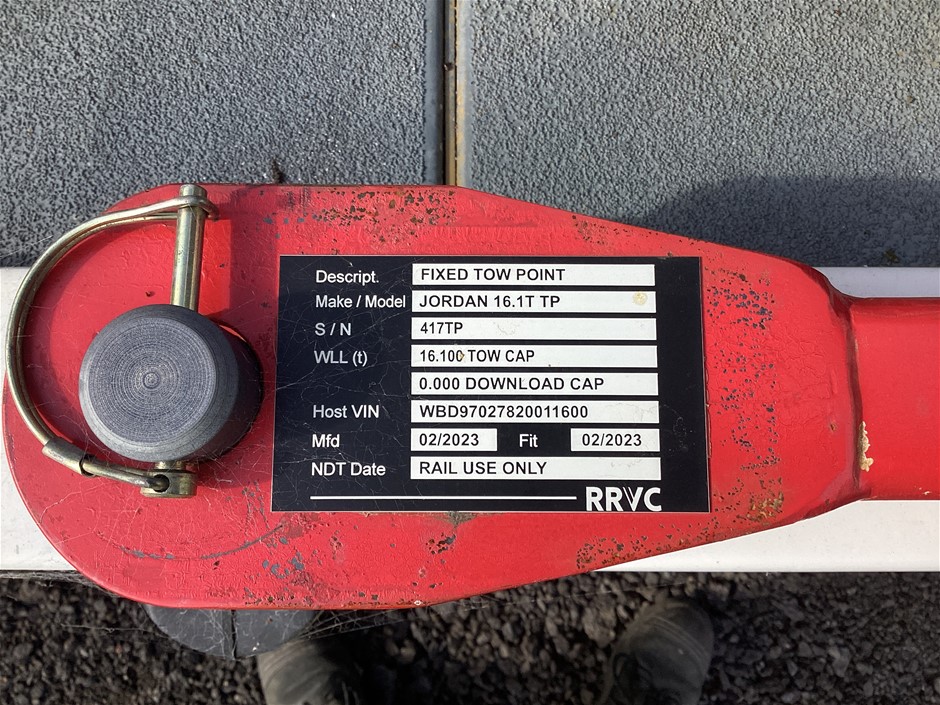 Descript. FIXED TOW POINT
Make / Model JORDAN 16.1T TP
S / N 417TP
WLL (t) 16.100 TOW CAP
0.000 DOWNLOAD CAP
Host VIN WBD97027820011600
Mfd 02/2023 Fit 02/2023
NDT Date RAIL USE ONLY
RRVC